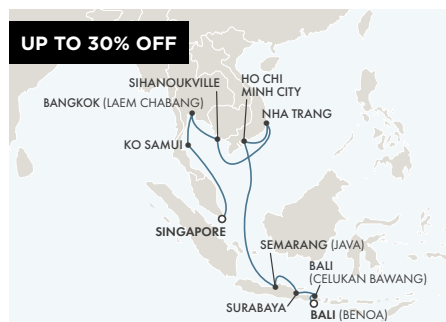 UP TO 30% OFF
SIHANOUKVILLE
HO CHI
MINH CITY
BANGKOK (LAEM CHABANG)
NHA TRANG
KO SAMUI
SINGAPORE
SEMARANG (JAVA)
BALI
(CELUKAN BAWANG)
SURABAYA
BALI (BENOA)